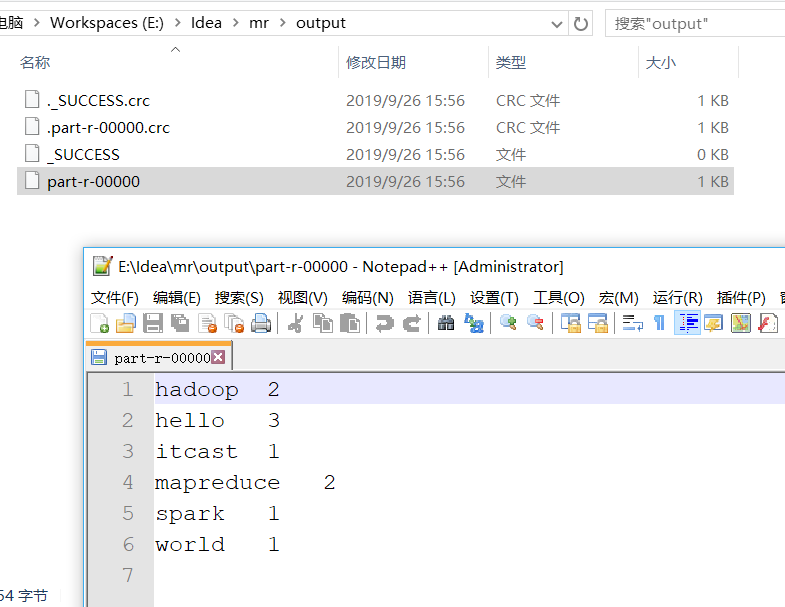 电脑 > Workspaces (E:) > Idea > mr > output 搜索"output"
名称 修改日期 类型 大小
._SUCCESS.crc 2019/9/26 15:56 CRC 文件 1 KB
.part-r-00000.crc 2019/9/26 15:56 CRC 文件 1 KB
_SUCCESS 2019/9/26 15:56 文件 0 KB
part-r-00000 2019/9/26 15:56 文件 1 KB
E:\Idea\mr\output\part-r-00000 - Notepad++ [Administrator]
文件(F) 编辑(E) 搜索(S) 视图(V) 编码(N) 语言(L) 设置(T) 工具(O) 宏(M) 运行(R) 插件(P)
part-r-00000
1 hadoop 2
2 hello 3
3 itcast 1
4 mapreduce 2
5 spark 1
6 world 1
7
54 字节